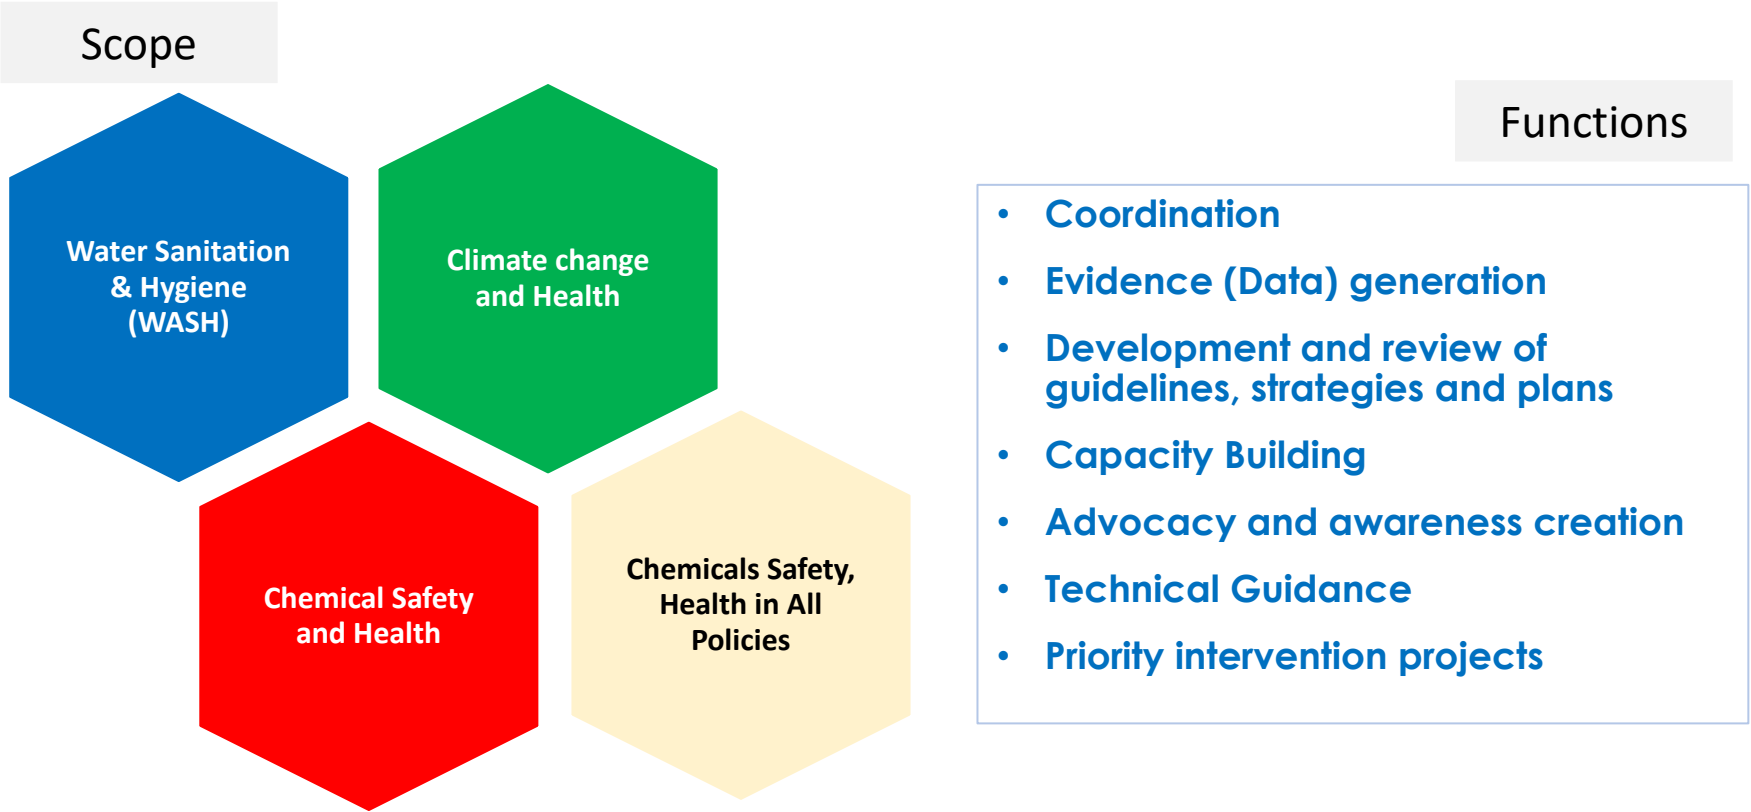 Scope
Water Sanitation
& Hygiene
(WASH)
Climate change
and Health
Chemical Safety
and Health
Chemicals Safety,
Health in All
Policies
Functions
• Coordination
• Evidence (Data) generation
• Development and review of
guidelines, strategies and plans
• Capacity Building
• Advocacy and awareness creation
• Technical Guidance
• Priority intervention projects